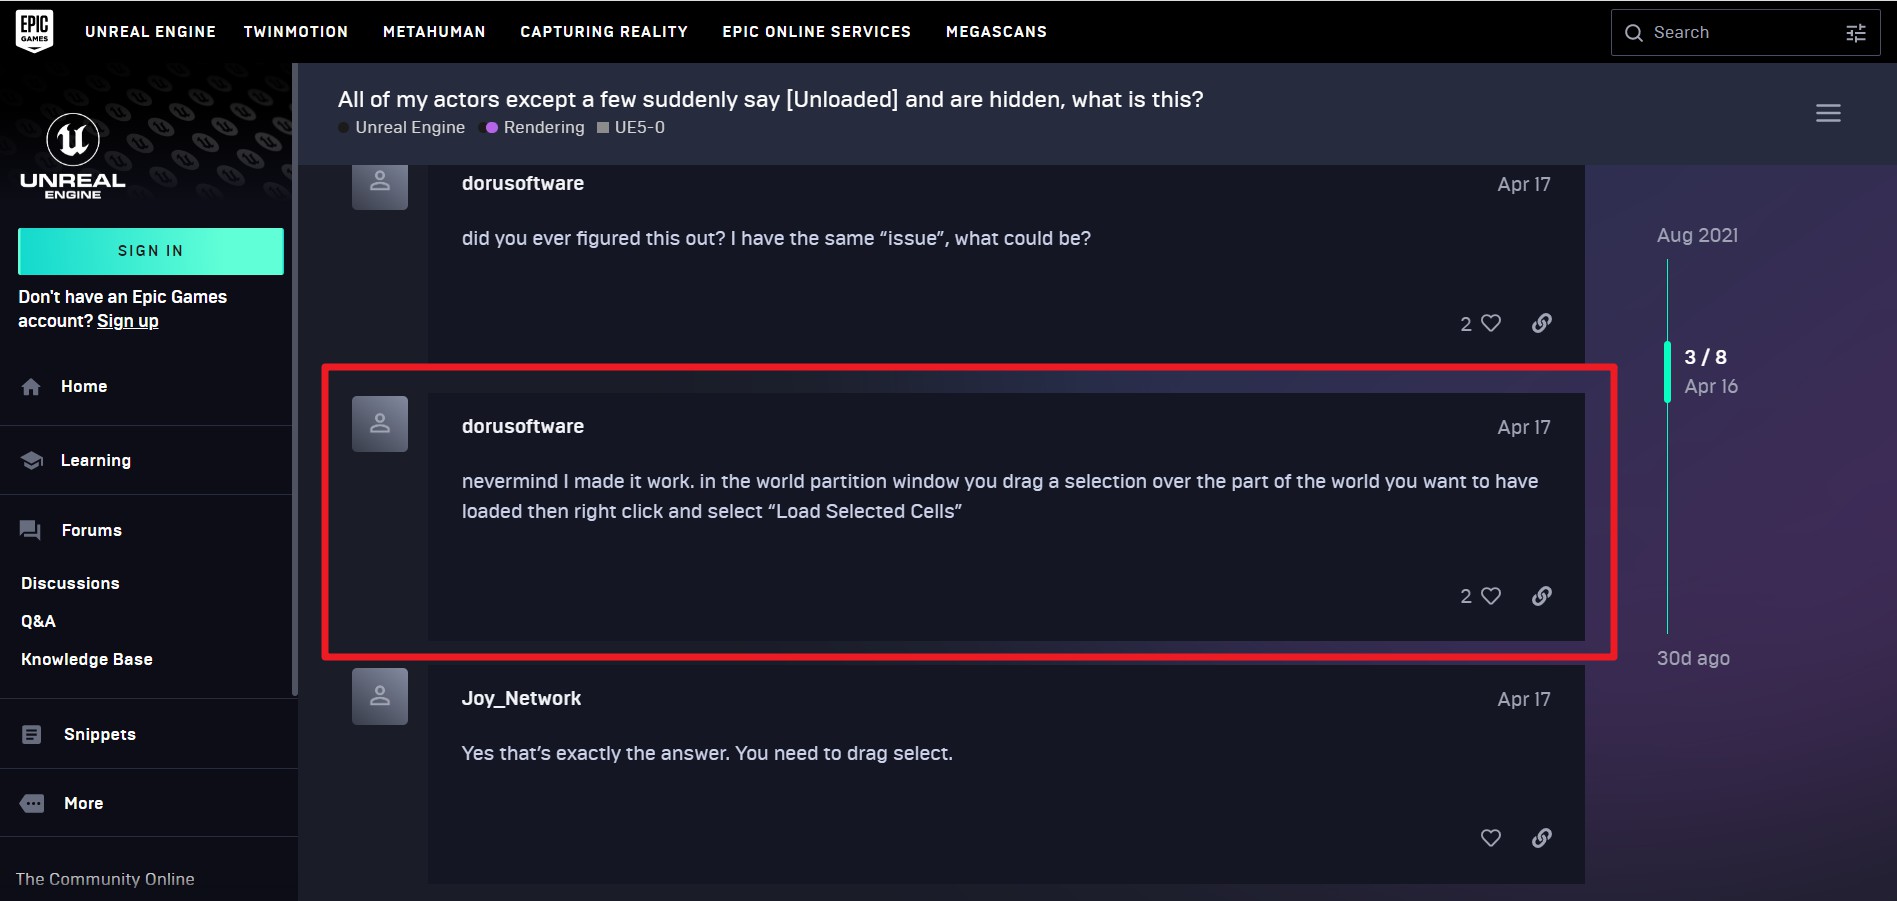 EPIC GAMES
UNREAL ENGINE TWINMOTION METAHUMAN CAPTURING REALITY EPIC ONLINE SERVICES MEGASCANS
Search
UNREAL
ENGINE
SIGN IN
Don't have an Epic Games
account? Sign up
Home
Learning
Forums
Discussions
Q&A
Knowledge Base
Snippets
More
The Community Online
All of my actors except a few suddenly say [Unloaded] and are hidden, what is this?
Unreal Engine Rendering UE5-0
dorusoftware Apr 17
did you ever figured this out? I have the same “issue”, what could be?
2
dorusoftware Apr 17
nevermind I made it work. in the world partition window you drag a selection over the part of the world you want to have
loaded then right click and select “Load Selected Cells”
2
Joy_Network Apr 17
Yes that’s exactly the answer. You need to drag select.
Aug 2021
3 / 8
Apr 16
30d ago